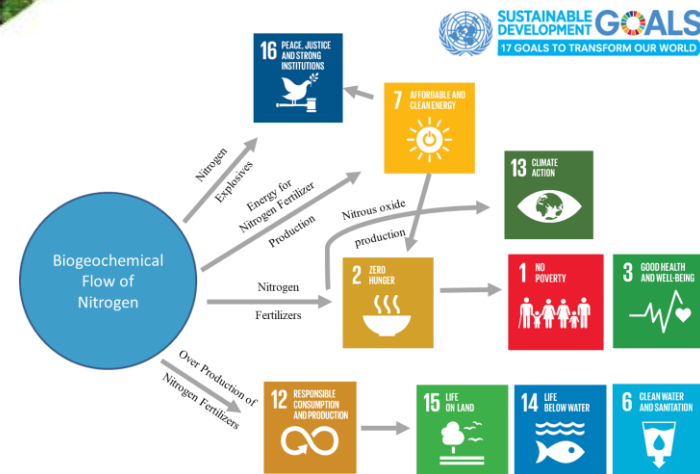 SUSTAINABLE
DEVELOPMENT
GOALS
17 GOALS TO TRANSFORM OUR WORLD
16 PEACE, JUSTICE
AND STRONG
INSTITUTIONS
7 AFFORDABLE AND
CLEAN ENERGY
13 CLIMATE
ACTION
Nitrogen
Explosives
Energy for
Nitrogen Fertilizer
Production
Nitrous oxide
production
Biogeochemical
Flow of
Nitrogen
Nitrogen
Fertilizers
2 ZERO
HUNGER
1 NO
POVERTY
3 GOOD HEALTH
AND WELL-BEING
Over Production of
Nitrogen Fertilizers
12 RESPONSIBLE
CONSUMPTION
AND PRODUCTION
15 LIFE
ON LAND
14 LIFE
BELOW WATER
6 CLEAN WATER
AND SANITATION